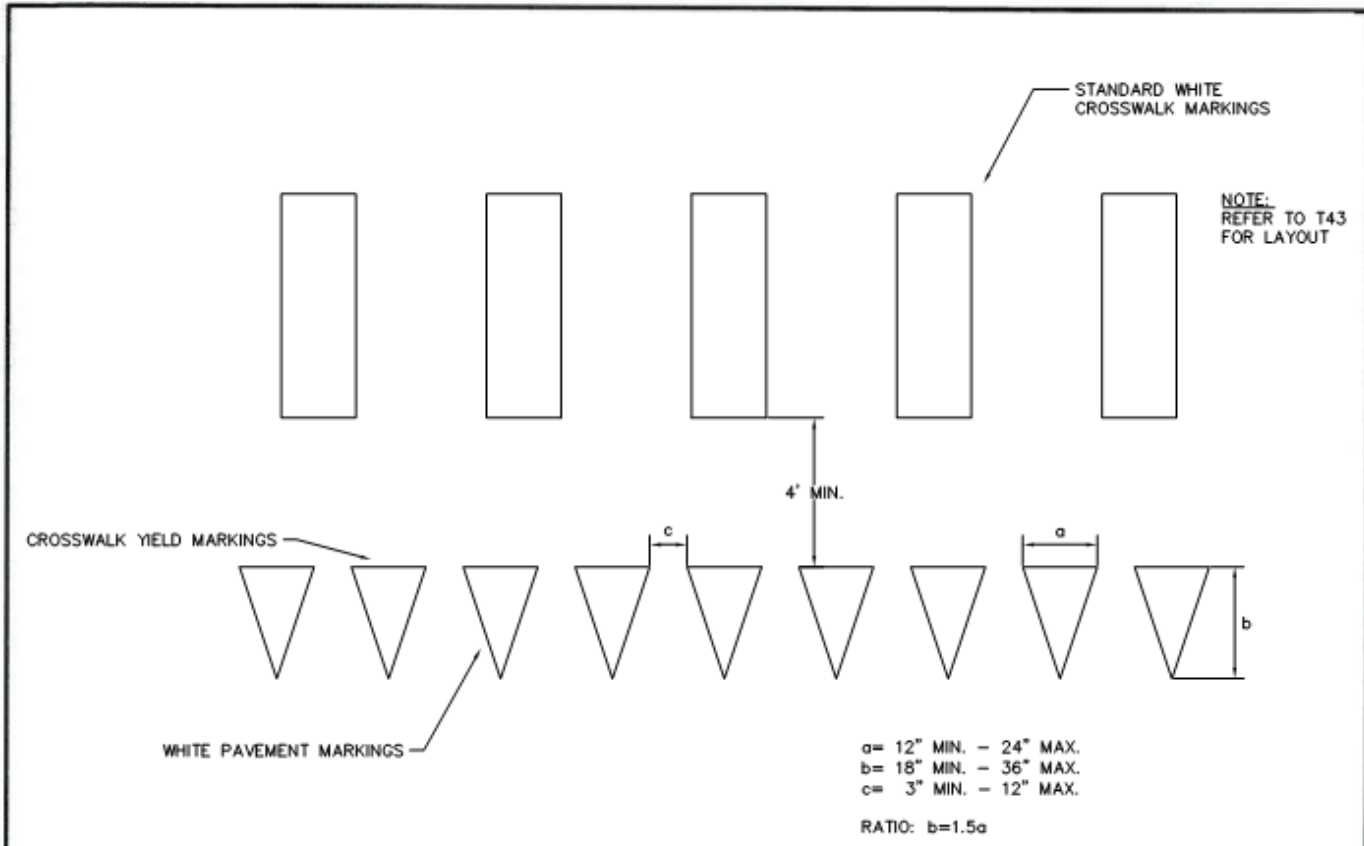 STANDARD WHITE
CROSSWALK MARKINGS
NOTE:
REFER TO T43
FOR LAYOUT
4' MIN.
CROSSWALK YIELD MARKINGS
c
a
b
WHITE PAVEMENT MARKINGS
a= 12" MIN. - 24" MAX.
b= 18" MIN. - 36" MAX.
c= 3" MIN. - 12" MAX.
RATIO: b=1.5a